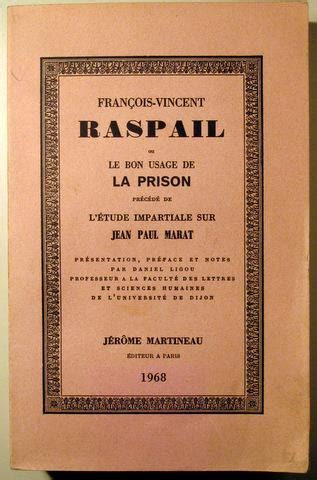 FRANÇOIS-VINCENT
RASPAIL
ou
LE BON USAGE DE
LA PRISON
PRÉCÉDÉ DE
L'ÉTUDE IMPARTIALE SUR
JEAN PAUL MARAT
PRÉSENTATION, PRÉFACE ET NOTES
PAR DANIEL LIGOU
PROFESSEUR A LA FACULTÉ DES LETTRES
ET SCIENCES HUMAINES
DE L'UNIVERSITÉ DE DIJON
JÉRÔME MARTINEAU
ÉDITEUR A PARIS
1968